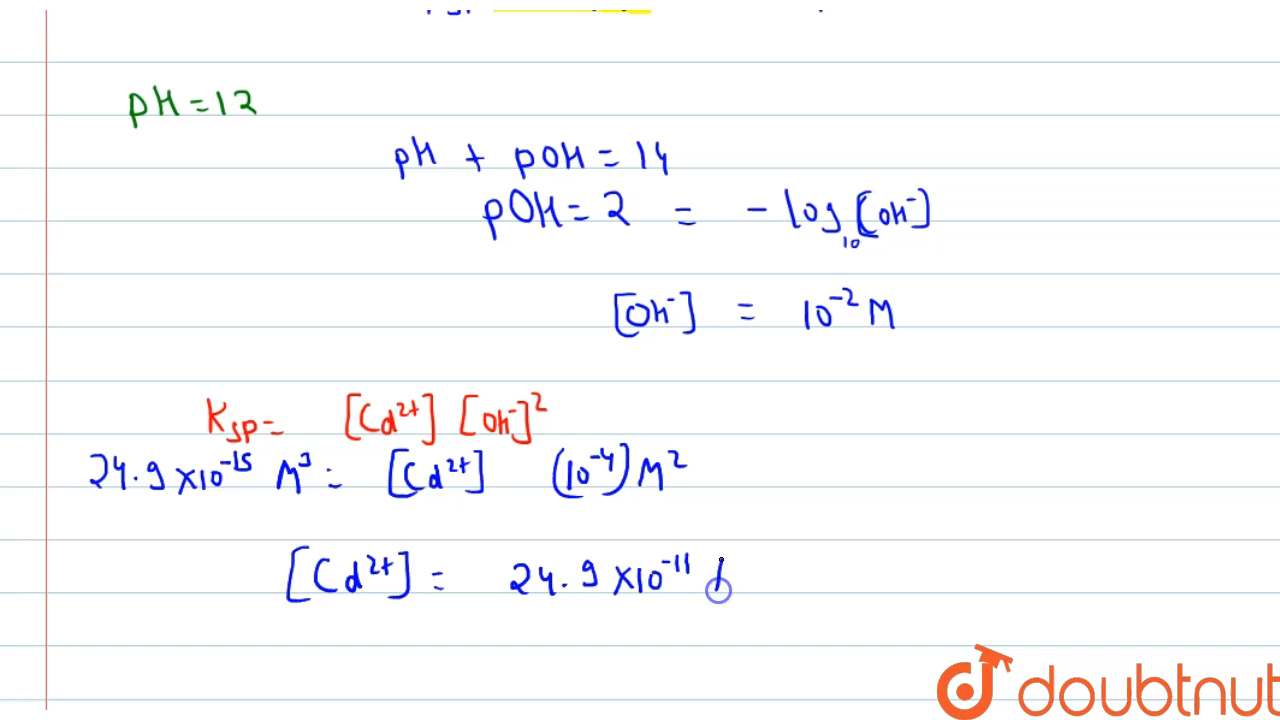 pH = 12
pH + pOH = 14
pOH = 2 = - log₁₀ [OH⁻]
[OH⁻] = 10⁻² M
Ksp = [Cd²⁺] [OH⁻]²
24.9 × 10⁻¹⁵ M³ = [Cd²⁺] (10⁻⁴) M²
[Cd²⁺] = 24.9 × 10⁻¹¹
doubtnut